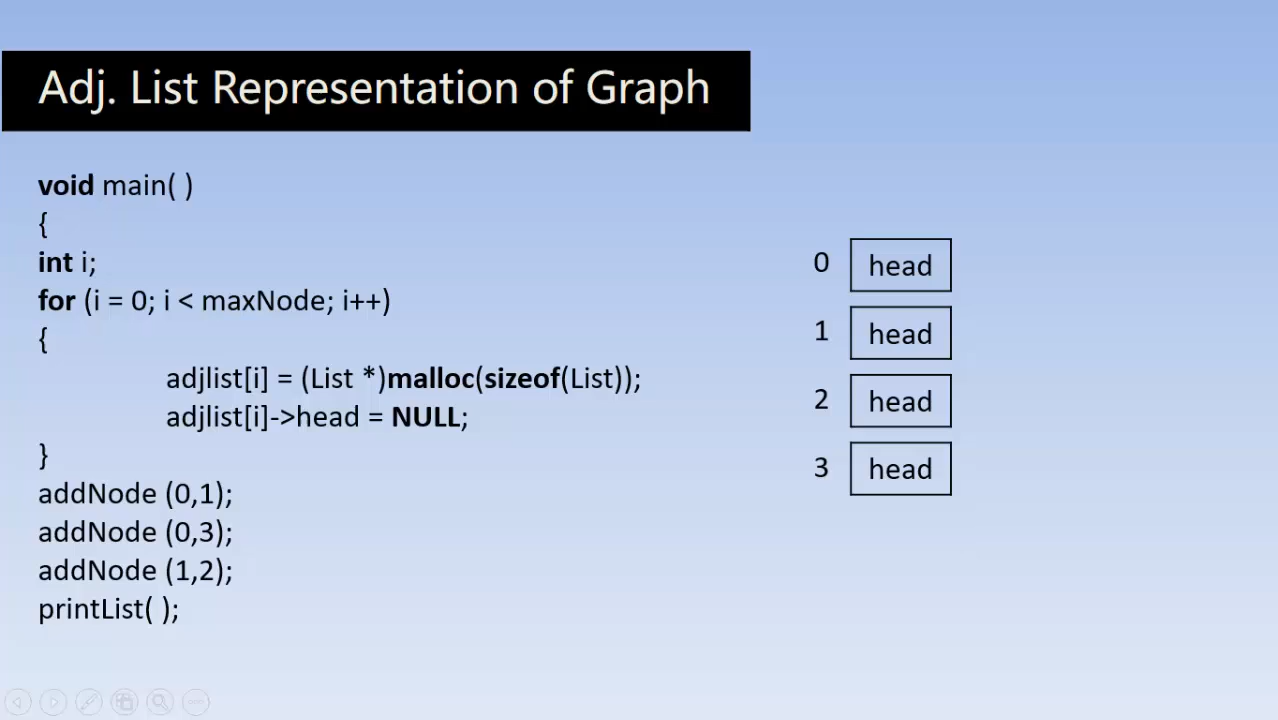 Adj. List Representation of Graph
void main( )
{
int i;
for (i = 0; i < maxNode; i++)
{
adjlist[i] = (List *)malloc(sizeof(List));
adjlist[i]->head = NULL;
}
addNode (0,1);
addNode (0,3);
addNode (1,2);
printList( );
0 head
1 head
2 head
3 head